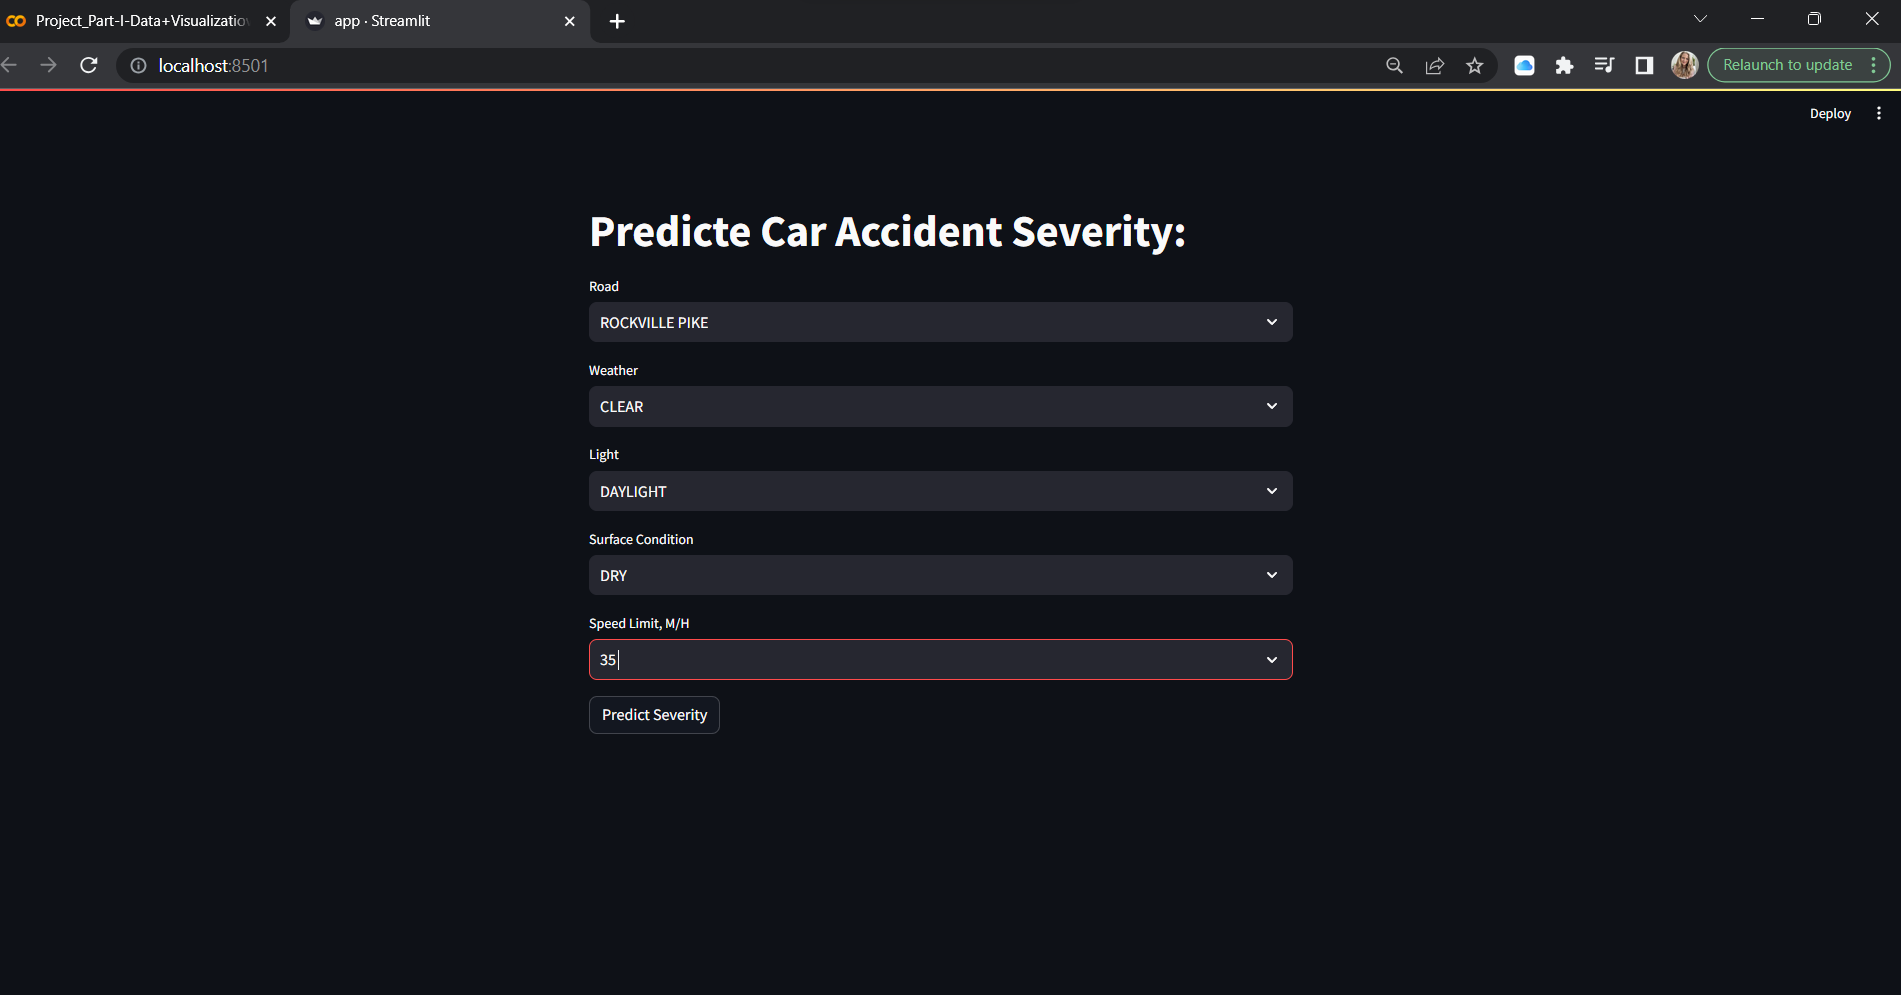 Project_Part-I-Data+Visualizatio
app · Streamlit
localhost:8501
Relaunch to update
Deploy
Predicte Car Accident Severity:
Road
ROCKVILLE PIKE
Weather
CLEAR
Light
DAYLIGHT
Surface Condition
DRY
Speed Limit, M/H
35
Predict Severity